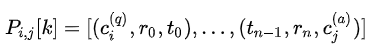 $P_{i,j}[k] = [(c_i^{(q)}, r_0, t_0), \ldots, (t_{n-1}, r_n, c_j^{(a)})]$